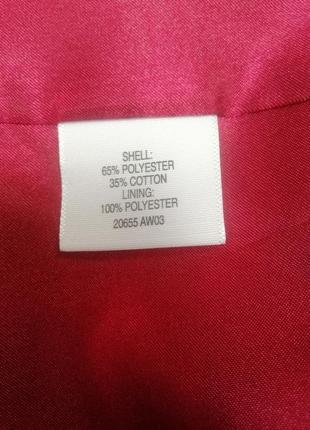 SHELL:
65% POLYESTER
35% COTTON
LINING:
100% POLYESTER
20655 AW03